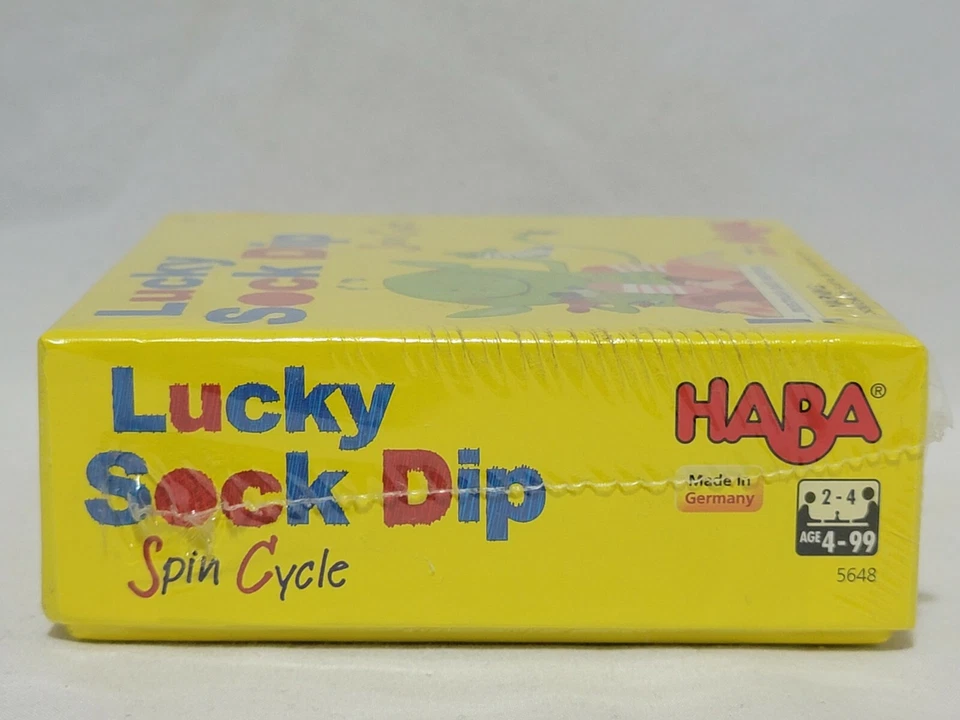 Lucky
Sock Dip
Lucky
Sock Dip
Spin Cycle
HABA®
Made in
Germany
2-4
AGE 4-99
5648